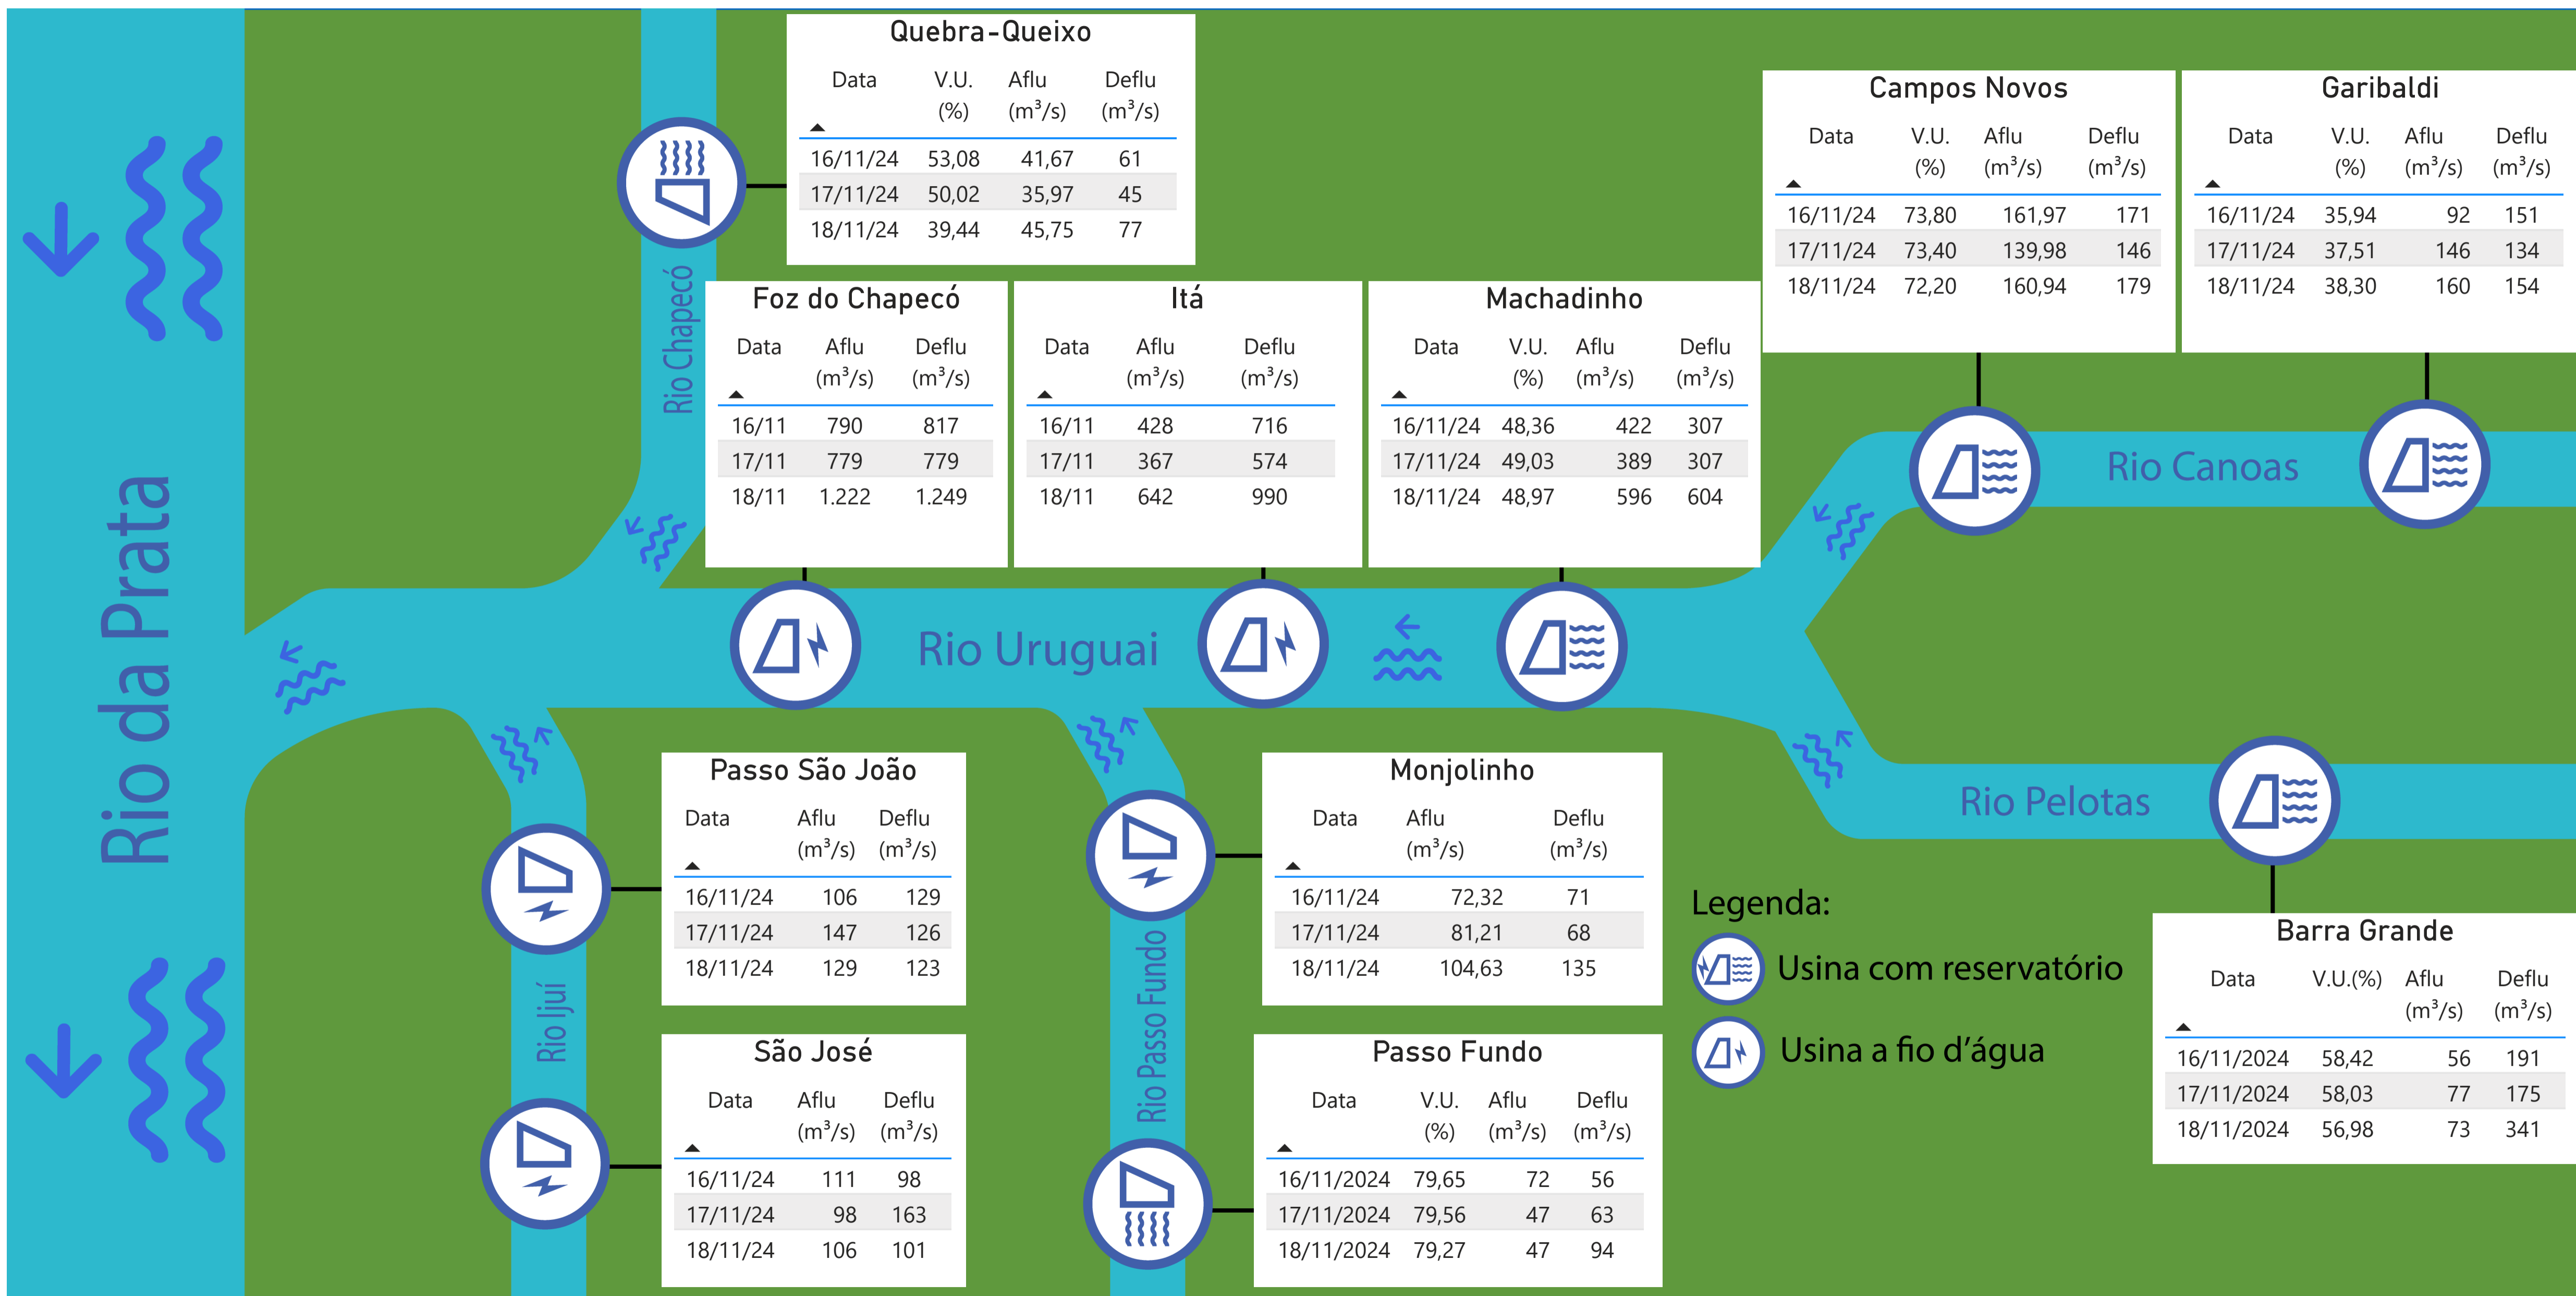 Rio da Prata
Quebra-Queixo
Data V.U. (%) Aflu (m³/s) Deflu (m³/s)
16/11/24 53,08 41,67 61
17/11/24 50,02 35,97 45
18/11/24 39,44 45,75 77
Rio Chapecó
Campos Novos
Data V.U. (%) Aflu (m³/s) Deflu (m³/s)
16/11/24 73,80 161,97 171
17/11/24 73,40 139,98 146
18/11/24 72,20 160,94 179
Garibaldi
Data V.U. (%) Aflu (m³/s) Deflu (m³/s)
16/11/24 35,94 92 151
17/11/24 37,51 146 134
18/11/24 38,30 160 154
Foz do Chapecó
Data Aflu (m³/s) Deflu (m³/s)
16/11 790 817
17/11 779 779
18/11 1.222 1.249
Itá
Data Aflu (m³/s) Deflu (m³/s)
16/11 428 716
17/11 367 574
18/11 642 990
Machadinho
Data V.U. (%) Aflu (m³/s) Deflu (m³/s)
16/11/24 48,36 422 307
17/11/24 49,03 389 307
18/11/24 48,97 596 604
Rio Canoas
Rio Uruguai
Rio Pelotas
Passo São João
Data Aflu (m³/s) Deflu (m³/s)
16/11/24 106 129
17/11/24 147 126
18/11/24 129 123
Rio Ijuí
São José
Data Aflu (m³/s) Deflu (m³/s)
16/11/24 111 98
17/11/24 98 163
18/11/24 106 101
Monjolinho
Data Aflu (m³/s) Deflu (m³/s)
16/11/24 72,32 71
17/11/24 81,21 68
18/11/24 104,63 135
Rio Passo Fundo
Passo Fundo
Data V.U. (%) Aflu (m³/s) Deflu (m³/s)
16/11/2024 79,65 72 56
17/11/2024 79,56 47 63
18/11/2024 79,27 47 94
Legenda:
Usina com reservatório
Usina a fio d’água
Barra Grande
Data V.U.(%) Aflu (m³/s) Deflu (m³/s)
16/11/2024 58,42 56 191
17/11/2024 58,03 77 175
18/11/2024 56,98 73 341